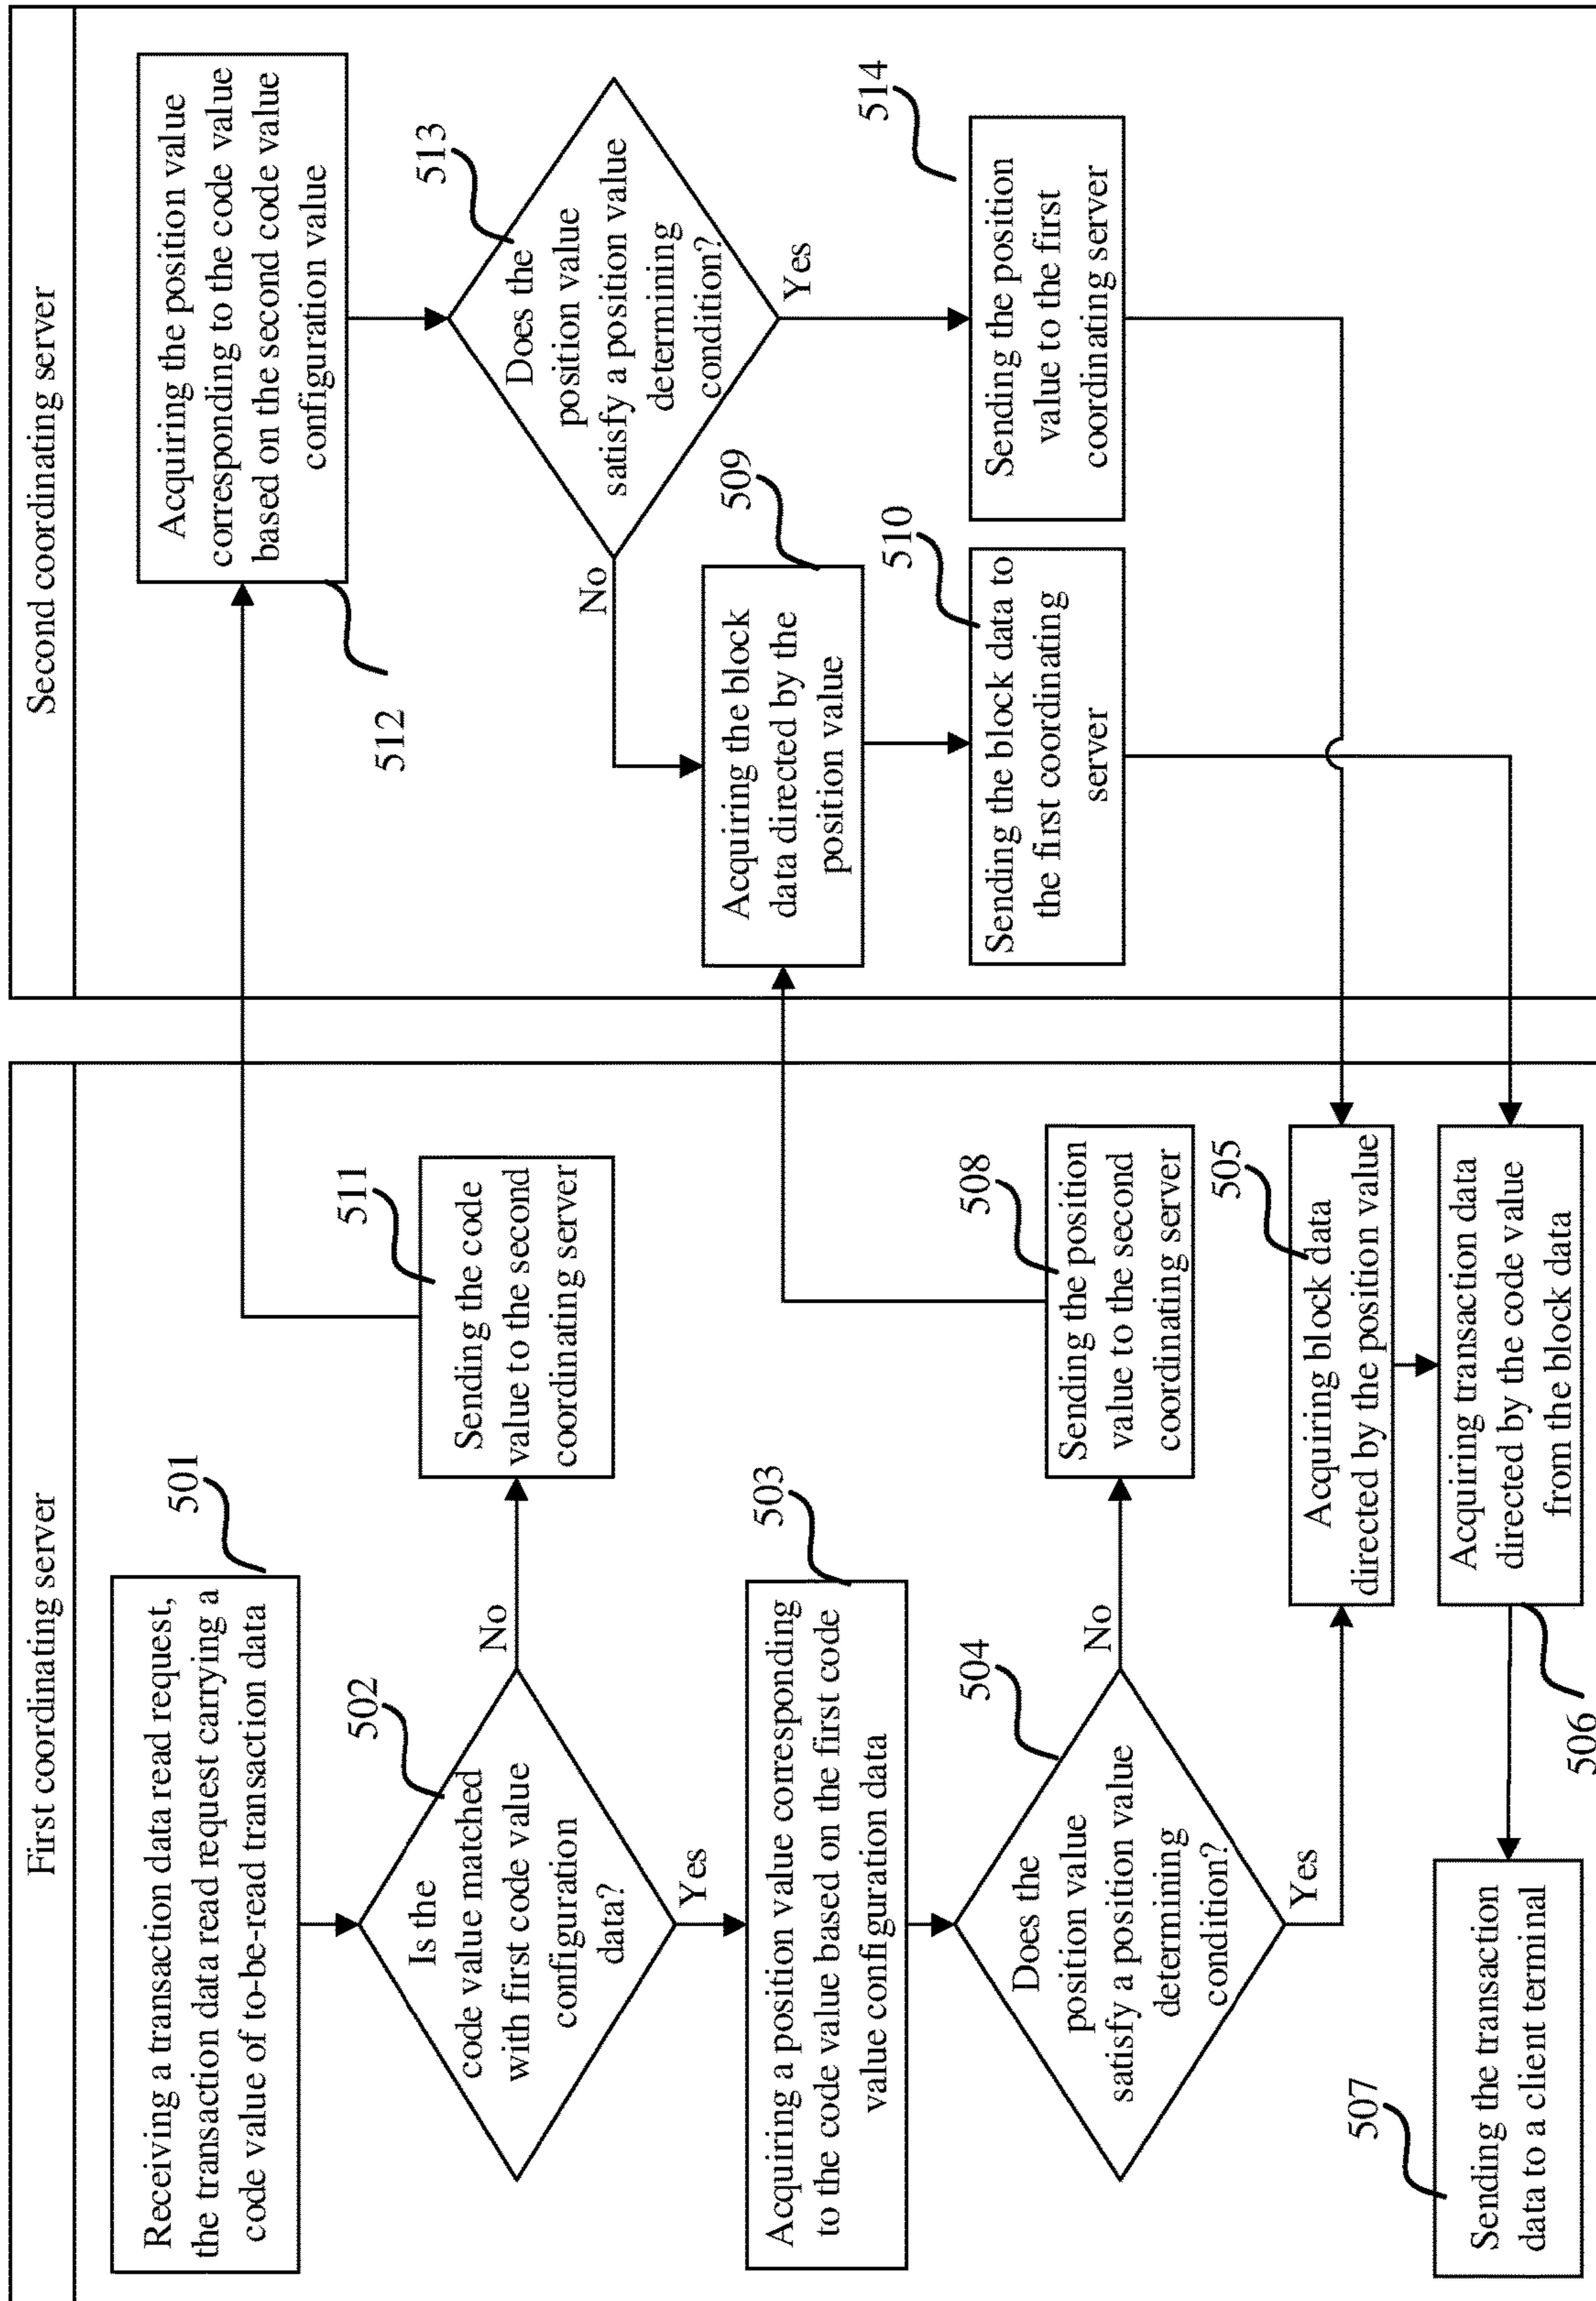 First coordinating server
501
Receiving a transaction data read request,
the transaction data read request carrying a
code value of to-be-read transaction data
502
Is the
code value matched
with first code value
configuration
data?
No
Yes
511
Sending the code
value to the second
coordinating server
503
Acquiring a position value corresponding
to the code value based on the first code
value configuration data
504
Does the
position value
satisfy a position value
determining
condition?
No
Yes
508
Sending the position
value to the second
coordinating server
505
Acquiring block data
directed by the position value
Acquiring transaction data
directed by the code value
from the block data
506
507
Sending the transaction
data to a client terminal
Second coordinating server
Acquiring the position value
corresponding to the code value
based on the second code value
configuration value
512
513
Does the
position value
satisfy a position value
determining
condition?
No
Yes
509
Acquiring the block
data directed by the
position value
510
Sending the block data to
the first coordinating
server
514
Sending the position
value to the first
coordinating server